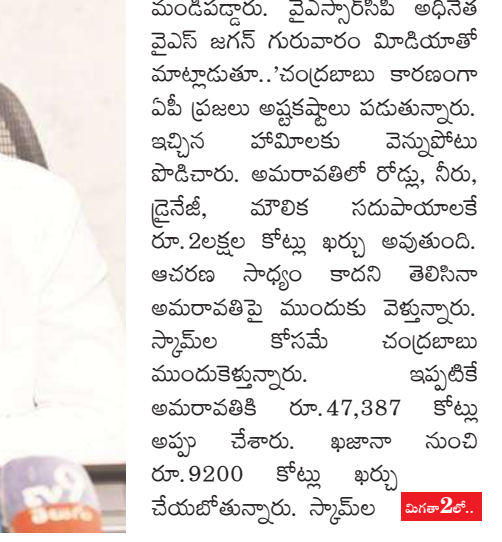 మండిపడ్డారు. వైఎస్సార్‌సీపీ అధినేత
వైఎస్ జగన్ గురువారం మీడియాతో
మాట్లాడుతూ..'చంద్రబాబు కారణంగా
ఏపీ ప్రజలు అష్టకష్టాలు పడుతున్నారు.
ఇచ్చిన హామీలకు వెన్నుపోటు
పొడిచారు. అమరావతిలో రోడ్లు, నీరు,
డ్రైనేజీ, మౌలిక సదుపాయాలకే
రూ.2లక్షల కోట్లు ఖర్చు అవుతుంది.
ఆచరణ సాధ్యం కాదని తెలిసినా
అమరావతిపై ముందుకు వెళ్తున్నారు.
స్కామ్‌ల కోసమే చంద్రబాబు
ముందుకెళ్తున్నారు. ఇప్పటికే
అమరావతికి రూ.47,387 కోట్లు
అప్పు చేశారు. ఖజానా నుంచి
రూ.9200 కోట్లు ఖర్చు
చేయబోతున్నారు. స్కామ్‌ల
మిగతా2లో..
టీవీ9
తెలుగు